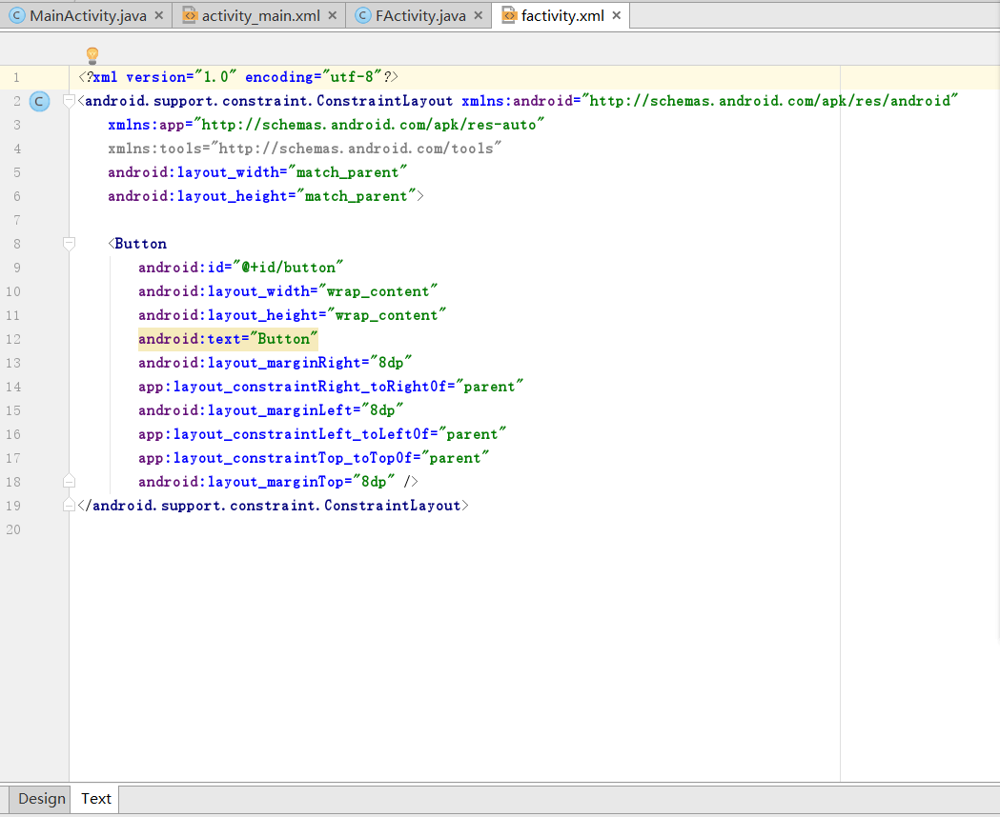 MainActivity.java × activity_main.xml × FActivity.java × factivity.xml ×
1 <?xml version="1.0" encoding="utf-8"?>
2 C <android.support.constraint.ConstraintLayout xmlns:android="http://schemas.android.com/apk/res/android"
3 xmlns:app="http://schemas.android.com/apk/res-auto"
4 xmlns:tools="http://schemas.android.com/tools"
5 android:layout_width="match_parent"
6 android:layout_height="match_parent">
7
8 <Button
9 android:id="@+id/button"
10 android:layout_width="wrap_content"
11 android:layout_height="wrap_content"
12 android:text="Button"
13 android:layout_marginRight="8dp"
14 app:layout_constraintRight_toRightOf="parent"
15 android:layout_marginLeft="8dp"
16 app:layout_constraintLeft_toLeftOf="parent"
17 app:layout_constraintTop_toTopOf="parent"
18 android:layout_marginTop="8dp" />
19 </android.support.constraint.ConstraintLayout>
20
Design Text